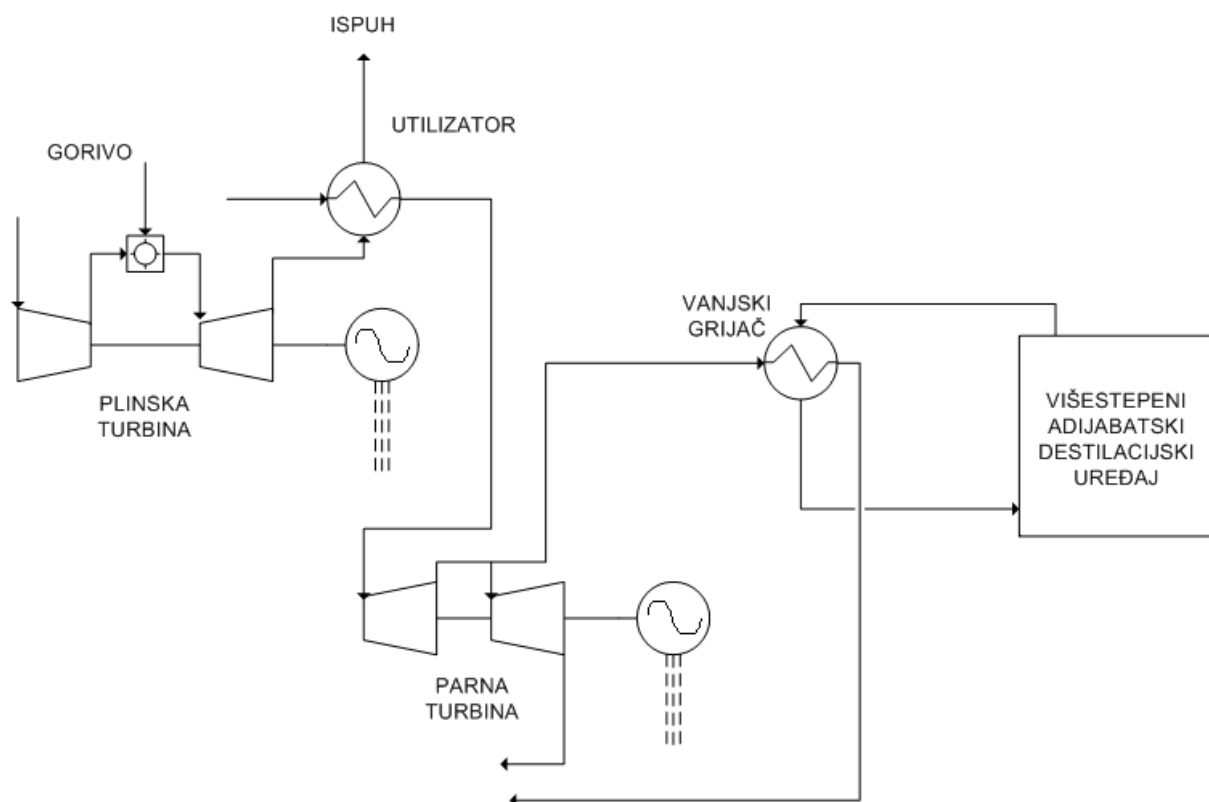 ISPUH
UTILIZATOR
GORIVO
PLINSKA
TURBINA
VANJSKI
GRIJAČ
VIŠESTEPENI
ADIJABATSKI
DESTILACIJSKI
UREĐAJ
PARNA
TURBINA